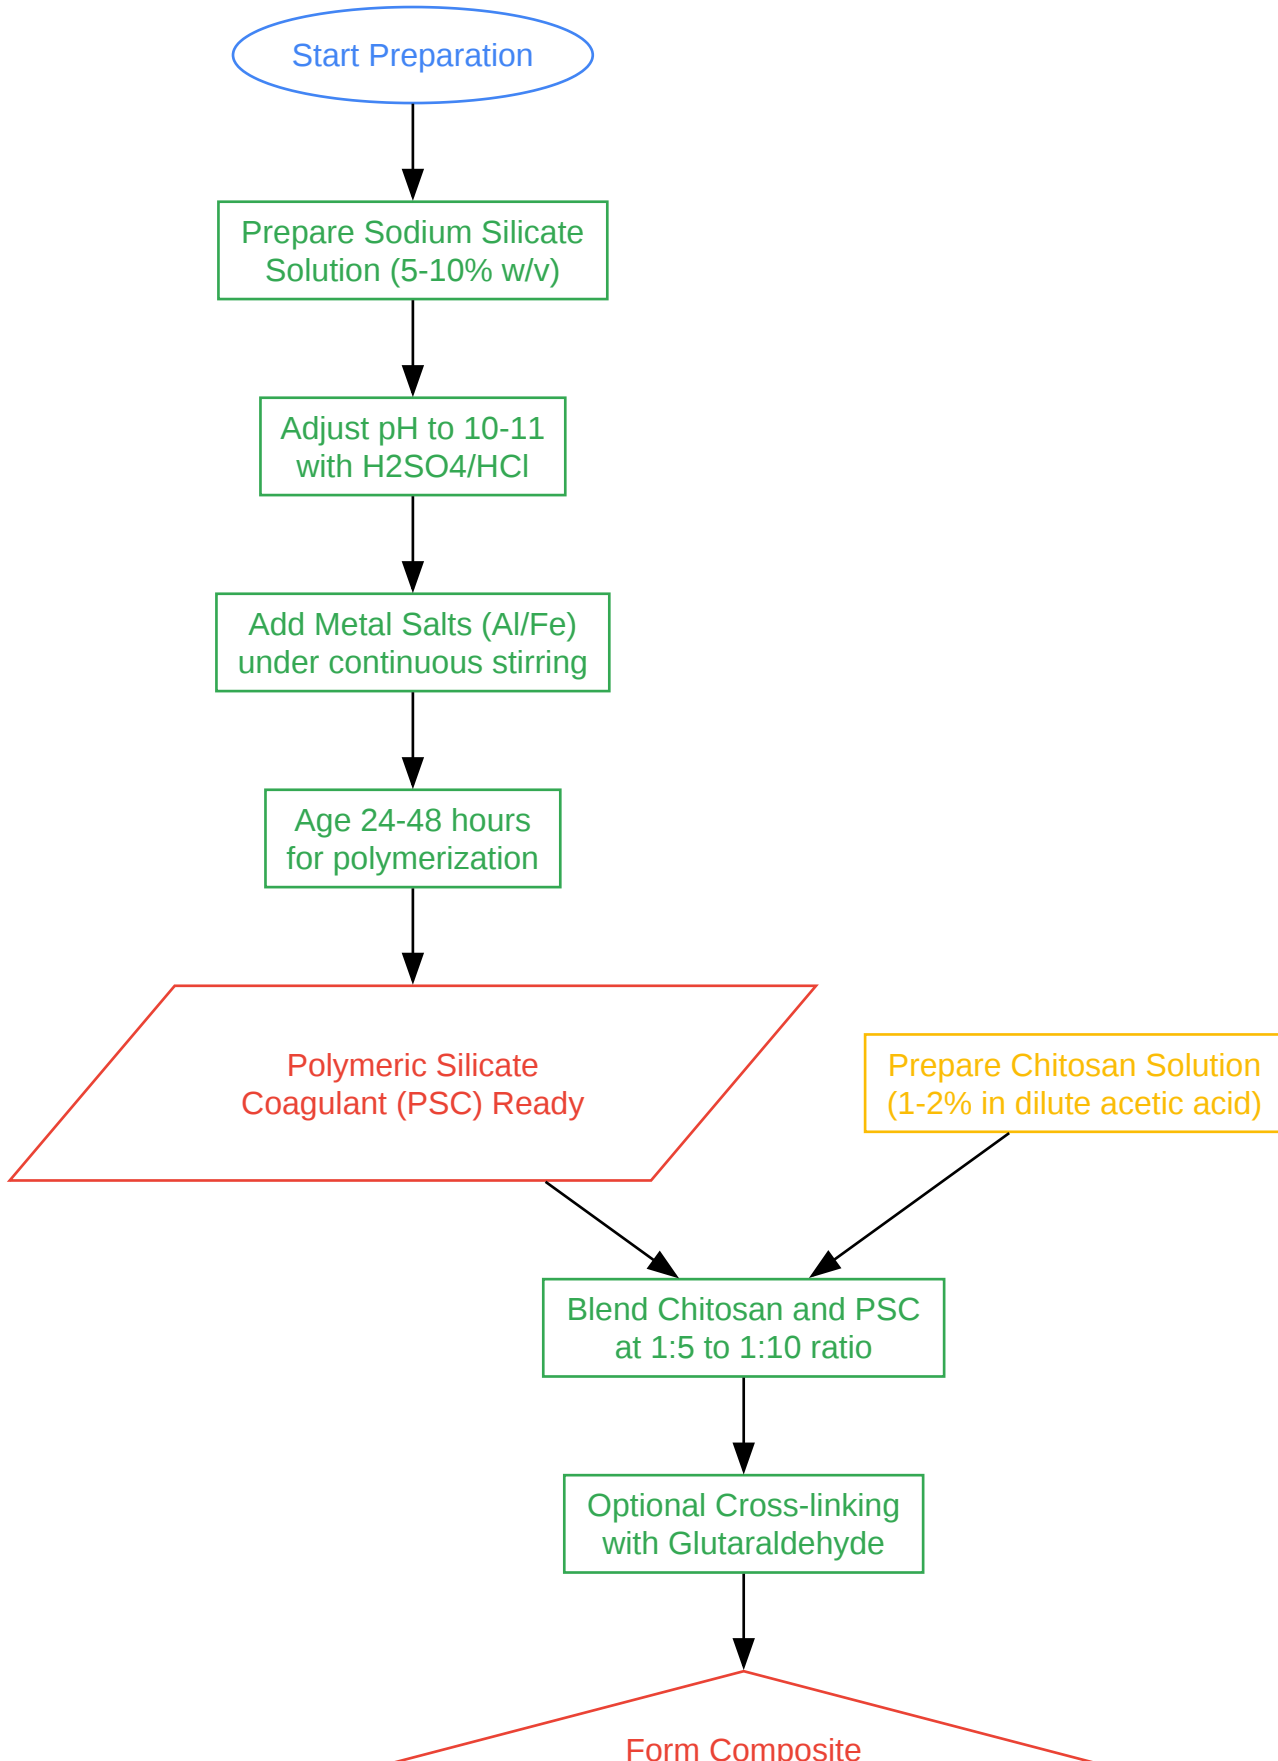 Start Preparation
Prepare Sodium Silicate
Solution (5-10% w/v)
Adjust pH to 10-11
with H2SO4/HCl
Add Metal Salts (Al/Fe)
under continuous stirring
Age 24-48 hours
for polymerization
Polymeric Silicate
Coagulant (PSC) Ready
Prepare Chitosan Solution
(1-2% in dilute acetic acid)
Blend Chitosan and PSC
at 1:5 to 1:10 ratio
Optional Cross-linking
with Glutaraldehyde
Form Composite